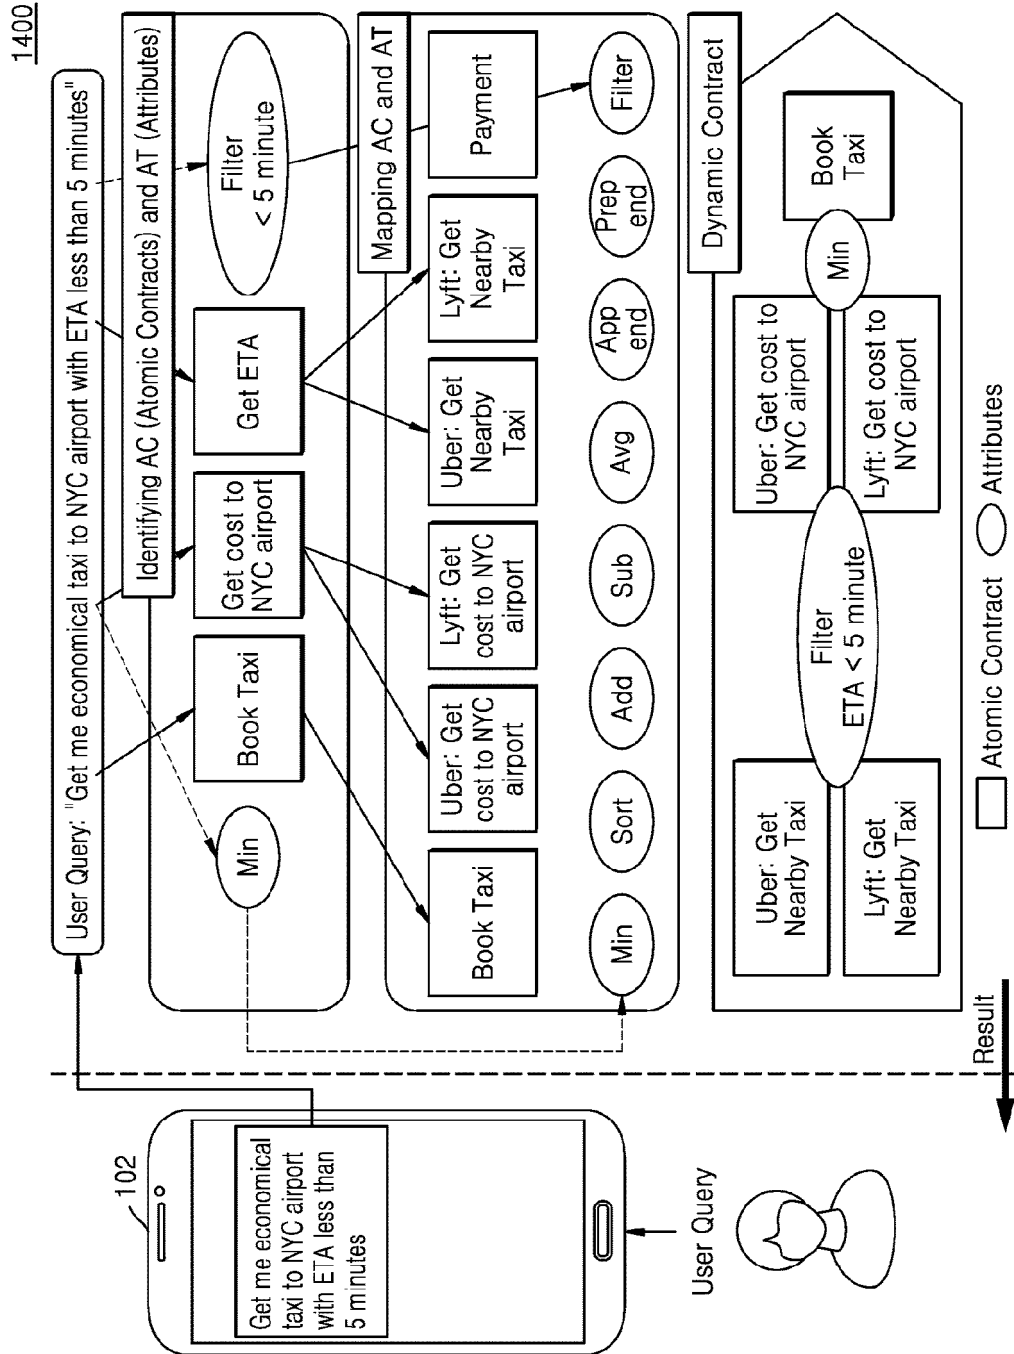 1400
User Query: "Get me economical taxi to NYC airport with ETA less than 5 minutes"
Identifying AC (Atomic Contracts) and AT (Attributes)
Min
Book Taxi
Get cost to
NYC airport
Get ETA
Filter
< 5 minute
Mapping AC and AT
Book Taxi
Uber: Get
cost to NYC
airport
Lyft: Get
cost to NYC
airport
Uber: Get
Nearby
Taxi
Lyft: Get
Nearby
Taxi
Payment
Min
Sort
Add
Sub
Avg
App
end
Prep
end
Filter
Dynamic Contract
Uber: Get
Nearby Taxi
Lyft: Get
Nearby Taxi
Filter
ETA < 5 minute
Uber: Get cost to
NYC airport
Lyft: Get cost to
NYC airport
Min
Book
Taxi
Result
Atomic Contract
Attributes
102
Get me economical
taxi to NYC airport
with ETA less than
5 minutes
User Query